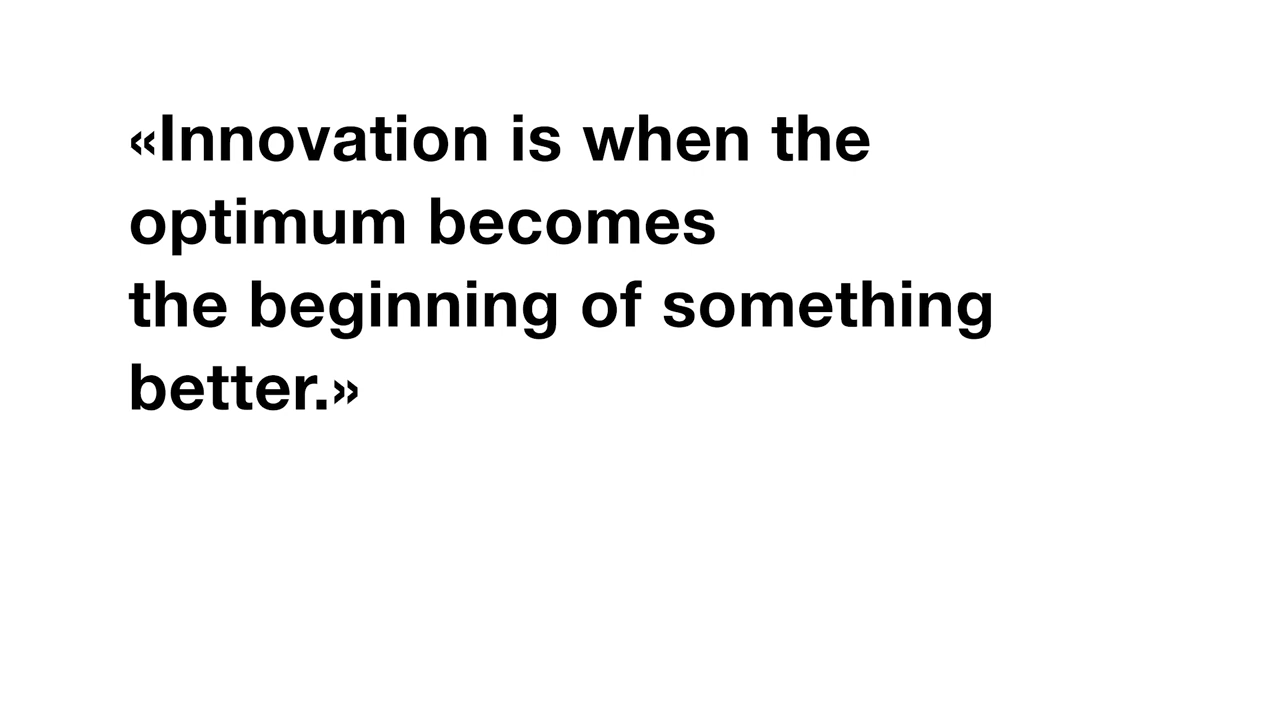 «Innovation is when the
optimum becomes
the beginning of something
better.»